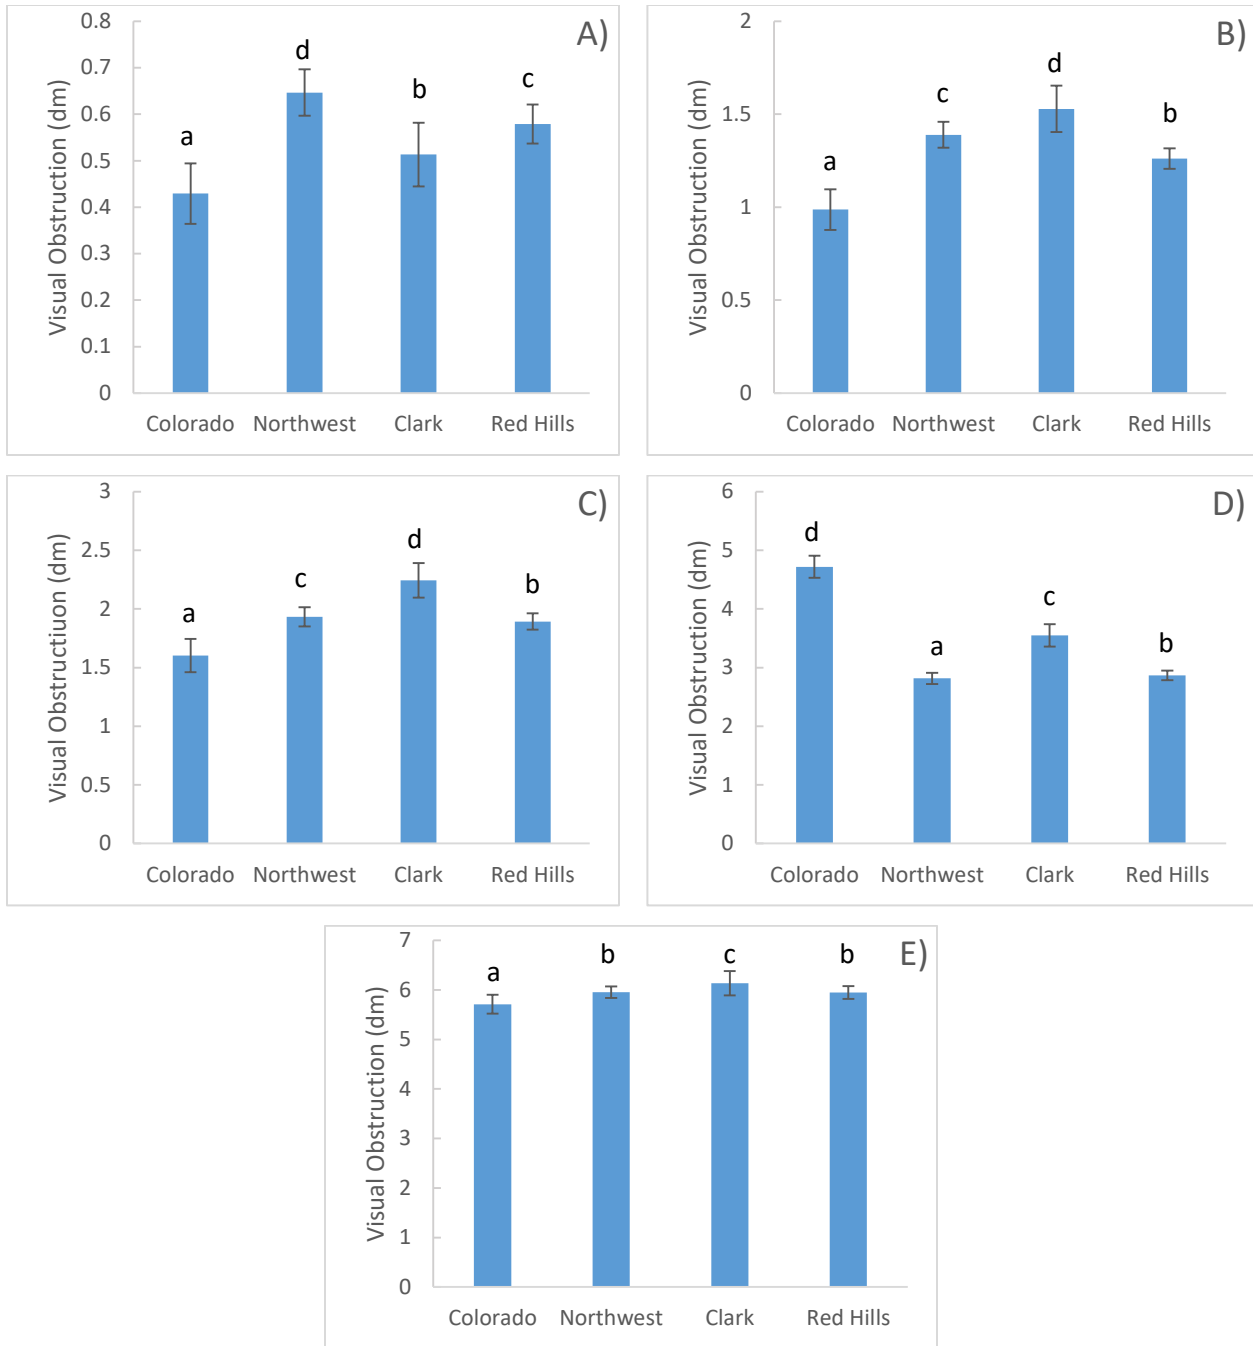 A)
Visual Obstruction (dm)
0.8
0.7
0.6
0.5
0.4
0.3
0.2
0.1
0
a
d
b
c
Colorado Northwest Clark Red Hills
B)
Visual Obstruction (dm)
2
1.5
1
0.5
0
a
c
d
b
Colorado Northwest Clark Red Hills
C)
Visual Obstructiuon (dm)
3
2.5
2
1.5
1
0.5
0
a
c
d
b
Colorado Northwest Clark Red Hills
D)
Visual Obstruction (dm)
6
5
4
3
2
1
0
d
a
c
b
Colorado Northwest Clark Red Hills
E)
Visual Obstruction (dm)
7
6
5
4
3
2
1
0
a
b
c
b
Colorado Northwest Clark Red Hills